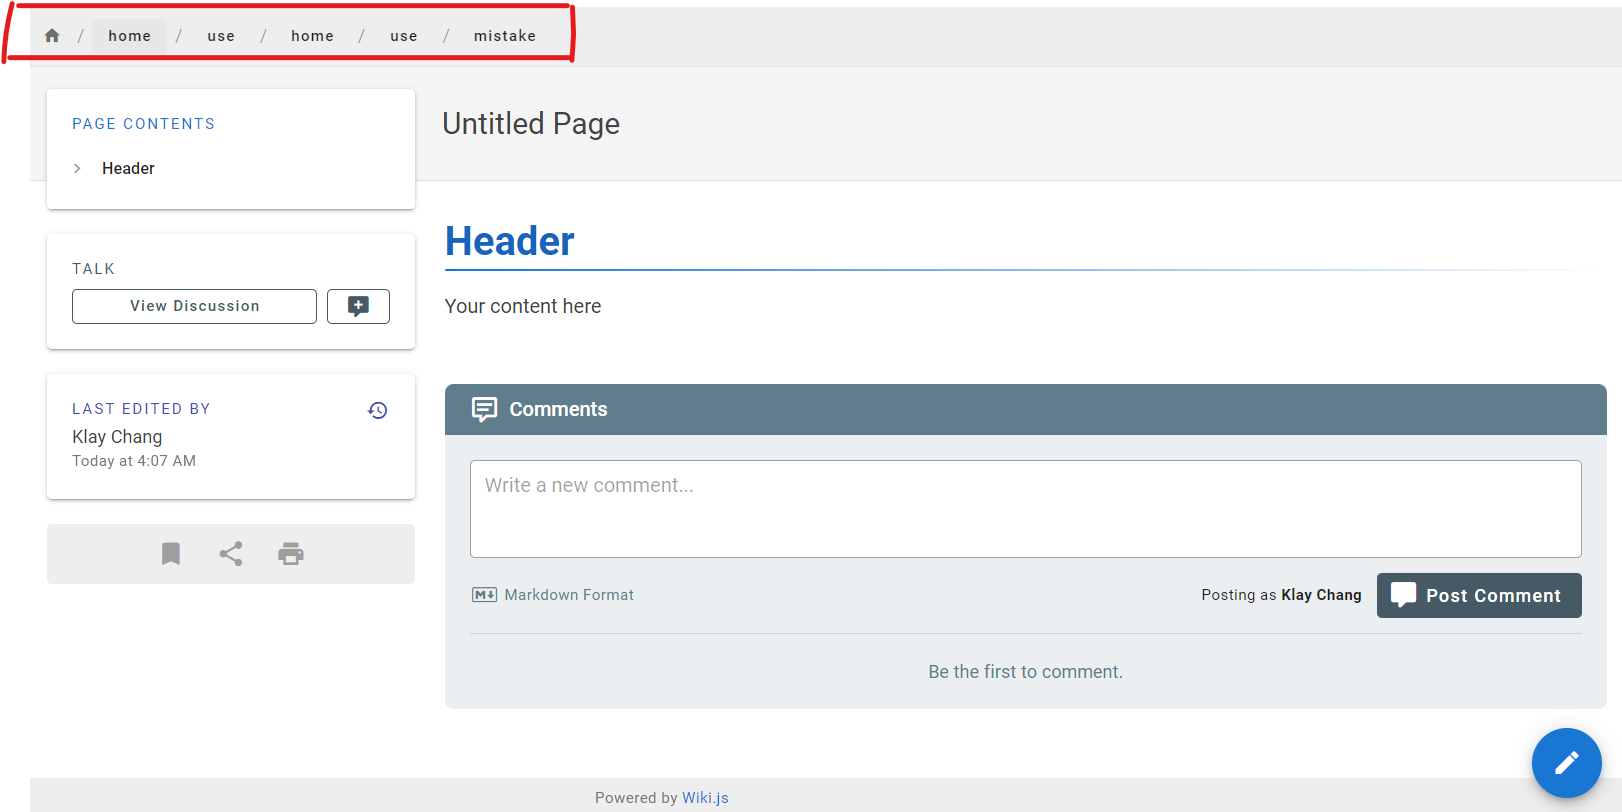 / home / use / home / use / mistake
PAGE CONTENTS
Header
Untitled Page
Header
Your content here
TALK
View Discussion
LAST EDITED BY
Klay Chang
Today at 4:07 AM
Comments
Write a new comment...
M Markdown Format
Posting as Klay Chang
Post Comment
Be the first to comment.
Powered by Wiki.js